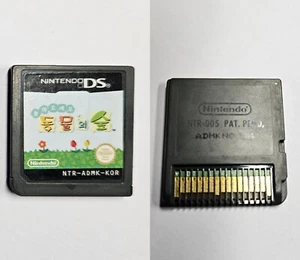 NINTENDO DS
동물의 숲
Nintendo
NTR-ADMK-KOR
Nintendo
NTR-005 PAT. PEND.